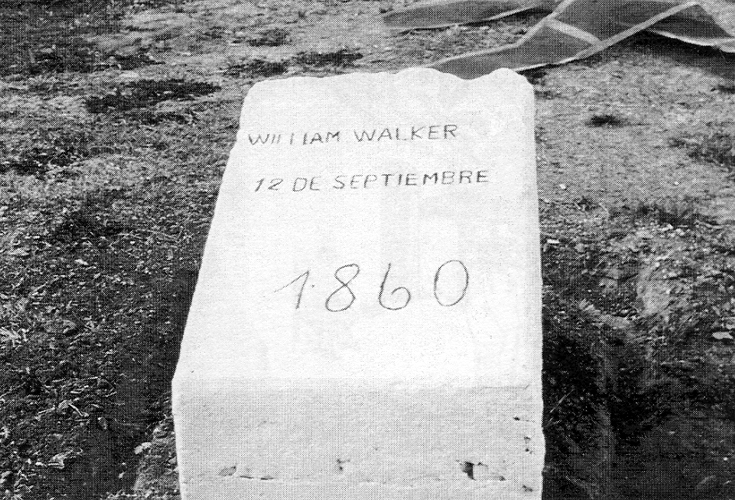 WILLIAM WALKER
12 DE SEPTIEMBRE
1860